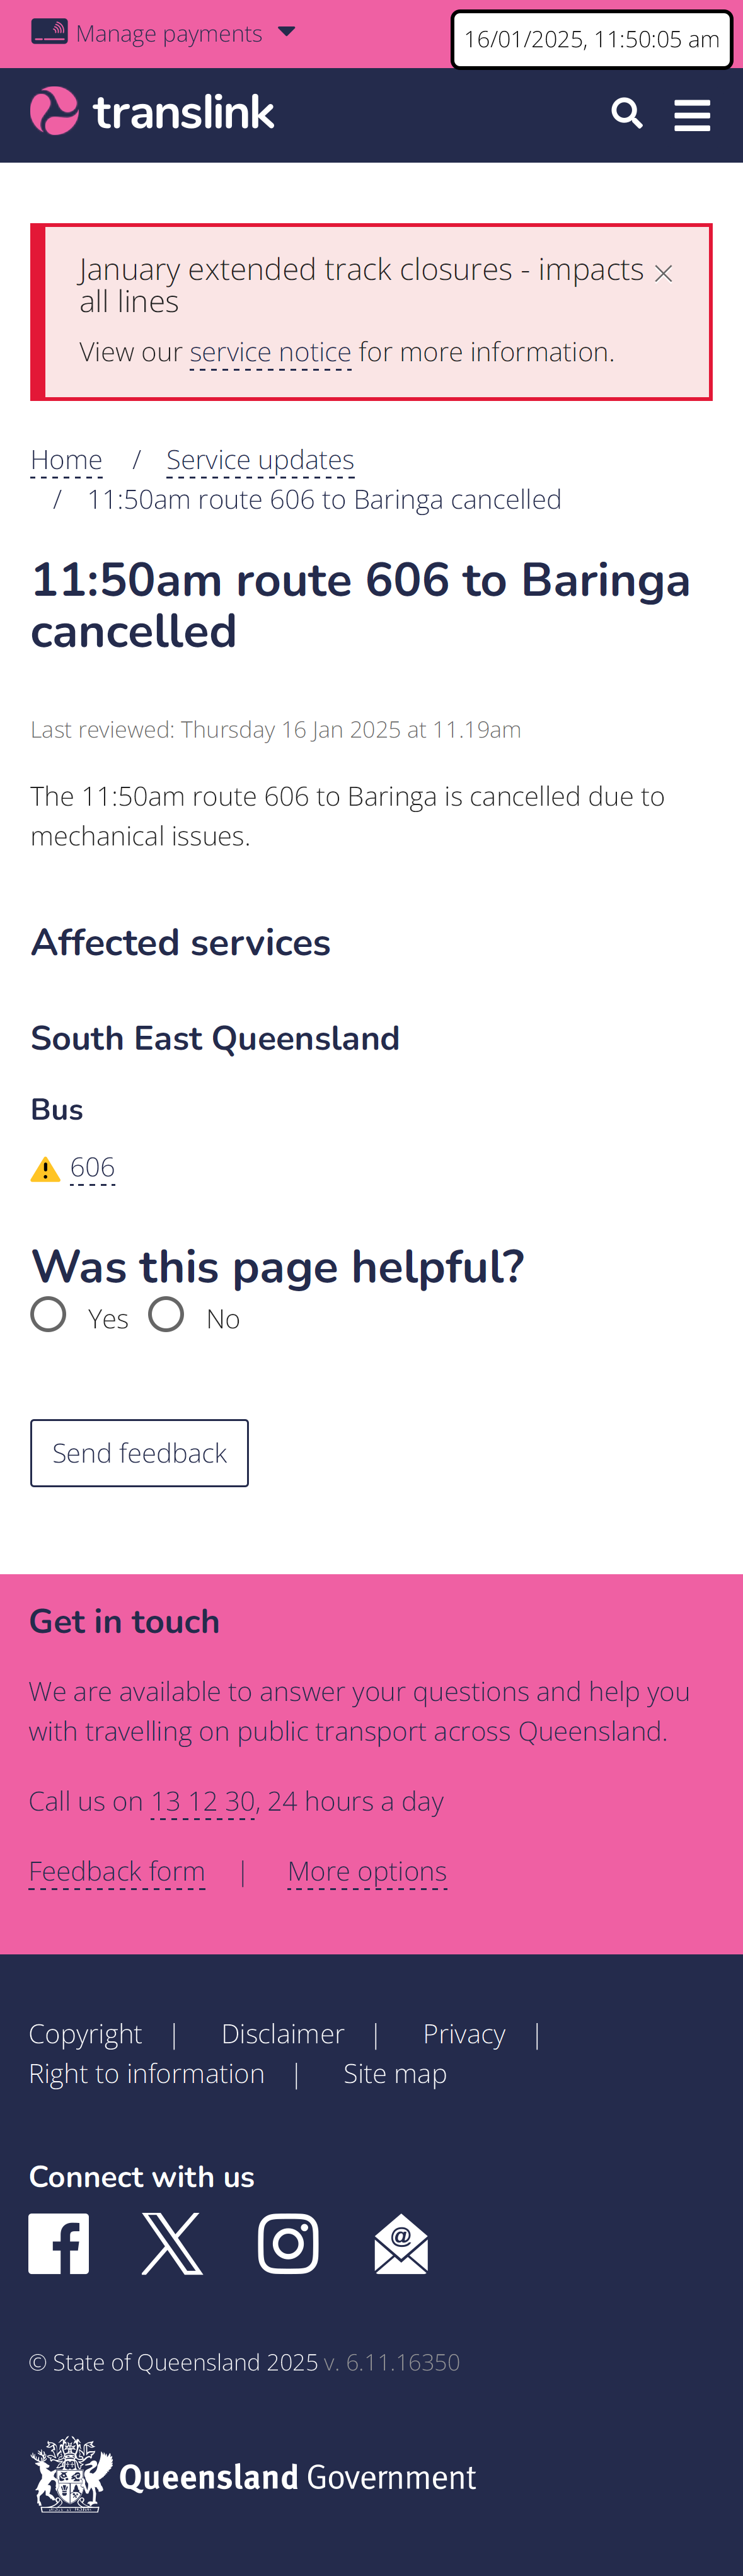 Manage payments
16/01/2025, 11:50:05 am
translink
January extended track closures - impacts
all lines
View our service notice for more information.
Home / Service updates
/ 11:50am route 606 to Baringa cancelled
11:50am route 606 to Baringa
cancelled
Last reviewed: Thursday 16 Jan 2025 at 11.19am
The 11:50am route 606 to Baringa is cancelled due to
mechanical issues.
Affected services
South East Queensland
Bus
606
Was this page helpful?
Yes No
Send feedback
Get in touch
We are available to answer your questions and help you
with travelling on public transport across Queensland.
Call us on 13 12 30, 24 hours a day
Feedback form | More options
Copyright | Disclaimer | Privacy |
Right to information | Site map
Connect with us
© State of Queensland 2025 v. 6.11.16350
Queensland Government